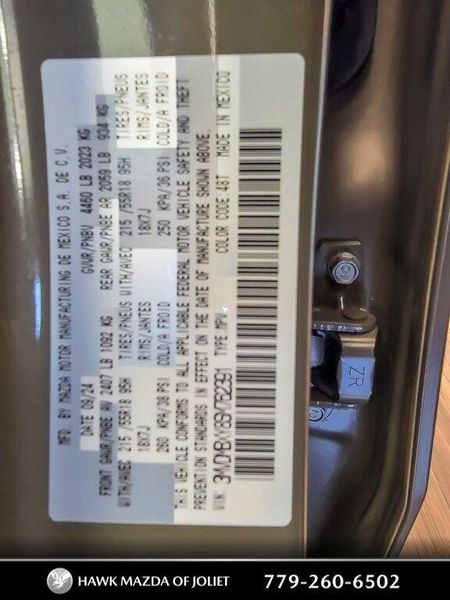 MFD. BY MAZDA MOTOR MANUFACTURING DE MEXICO S.A. DE C.V.
DATE 09/24 GVWR/PNBV 4460 LB 2023 KG
FRONT GAWR/PNBE AV 2407 LB 1092 KG REAR GAWR/PNBE AR 2059 LB 934 KG
WITH/AVEC 215 /55R18 95H TIRES/PNEUS WITH/AVEC 215 /55R18 95H TIRES/PNEUS
18X7J RIMS/JANTES 18X7J RIMS/JANTES
260 KPA/38 PSI COLD/A FROID 250 KPA/36 PSI COLD/A FROID
THIS VEHICLE CONFORMS TO ALL APPLICABLE FEDERAL MOTOR VEHICLE SAFETY AND THEFT
PREVENTION STANDARDS IN EFFECT ON THE DATE OF MANUFACTURE SHOWN ABOVE.
VIN: TYPE: MPV COLOR CODE 48T MADE IN MEXICO
ZR
HAWK MAZDA OF JOLIET 779-260-6502